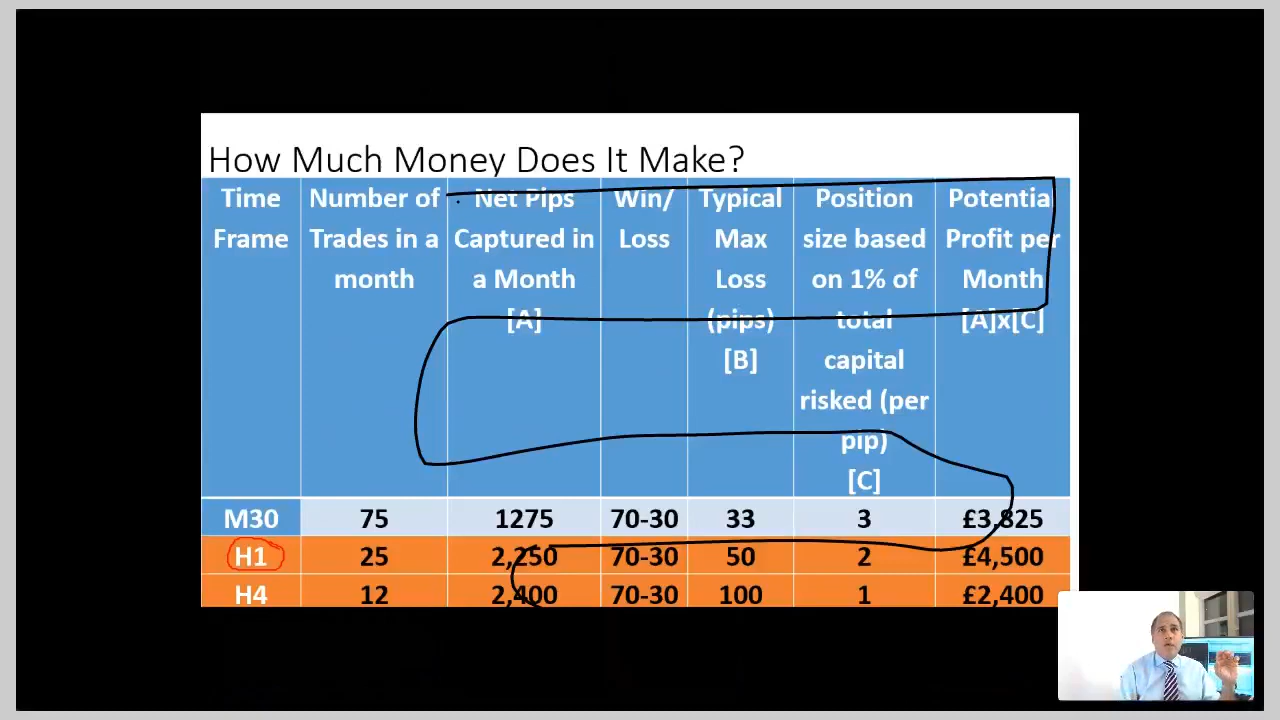 How Much Money Does It Make?
Time Frame
Number of Trades in a month
Net Pips Captured in a Month [A]
Win/ Loss
Typical Max Loss (pips) [B]
Position size based on 1% of total capital risked (per pip) [C]
Potential Profit per Month [A]x[C]
M30 75 1275 70-30 33 3 £3,825
H1 25 2,250 70-30 50 2 £4,500
H4 12 2,400 70-30 100 1 £2,400